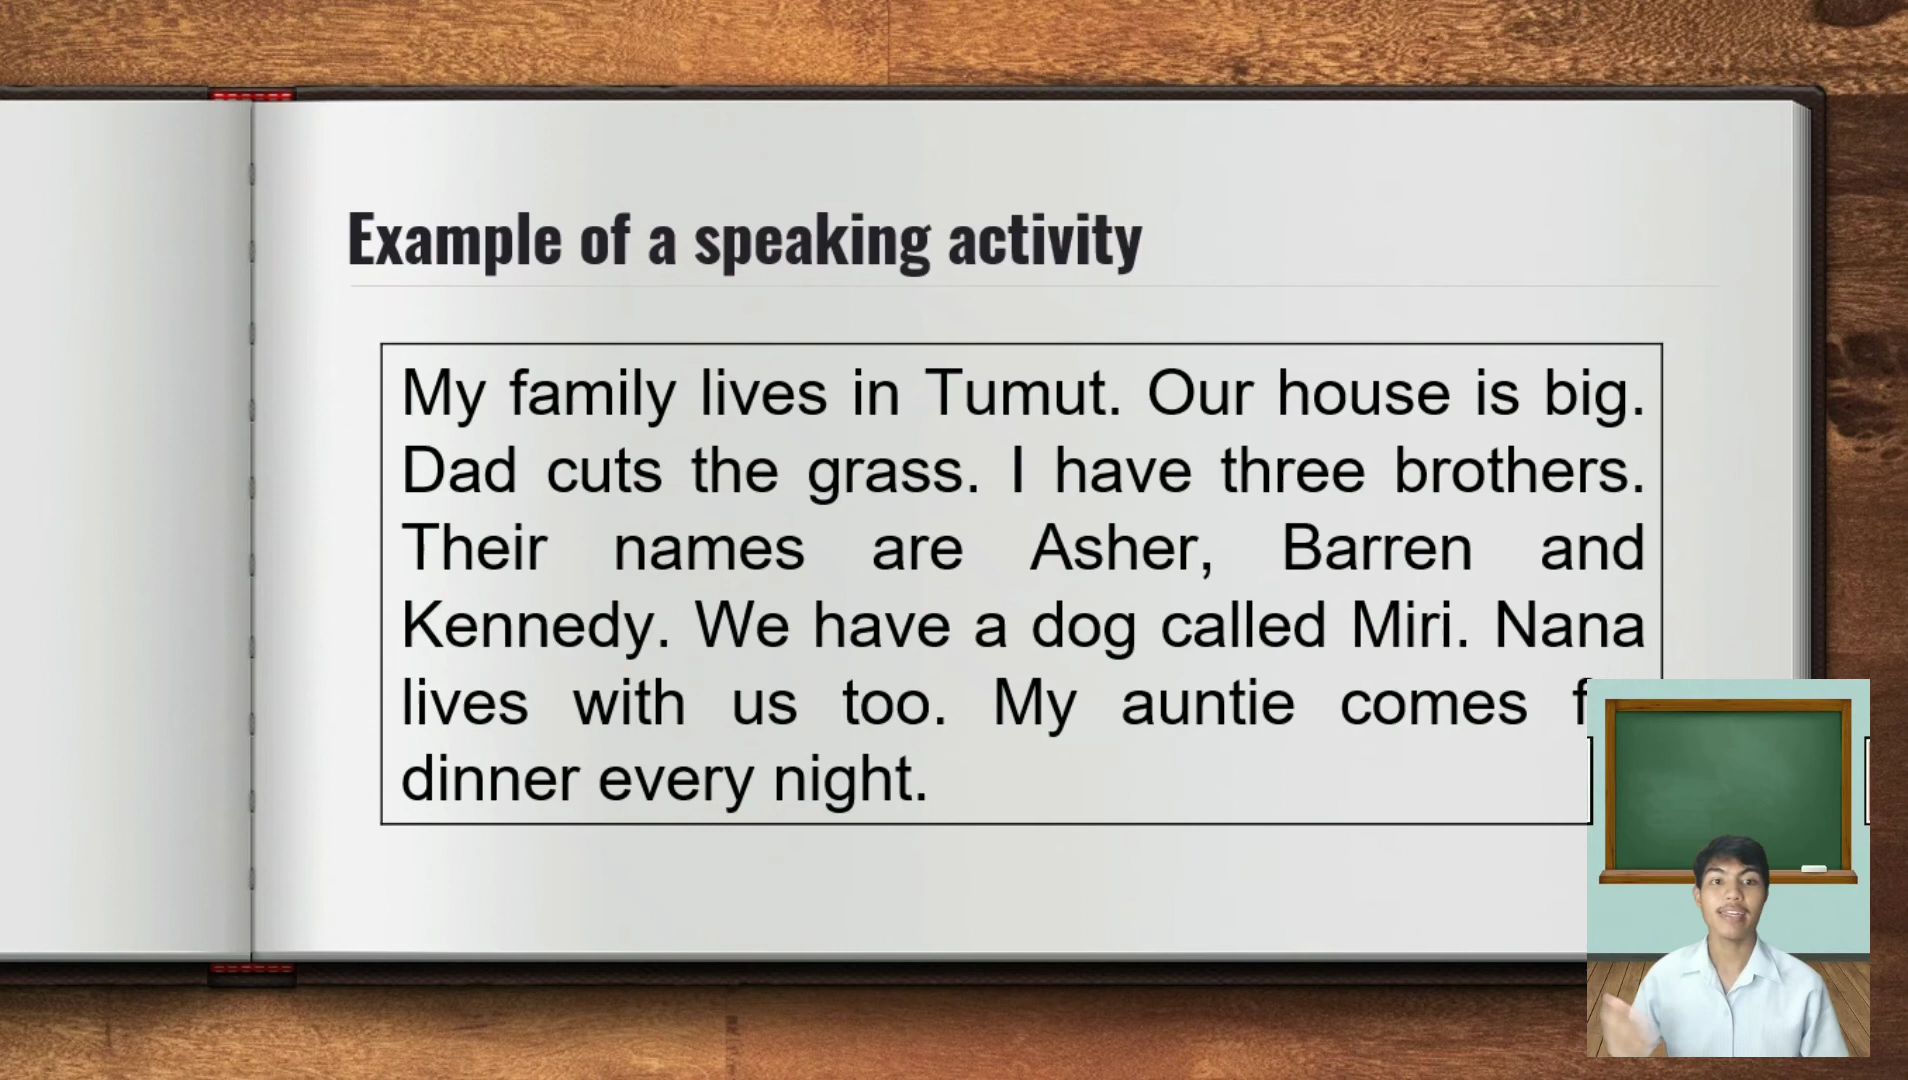 Example of a speaking activity
My family lives in Tumut. Our house is big.
Dad cuts the grass. I have three brothers.
Their names are Asher, Barren and
Kennedy. We have a dog called Miri. Nana
lives with us too. My auntie comes
dinner every night.